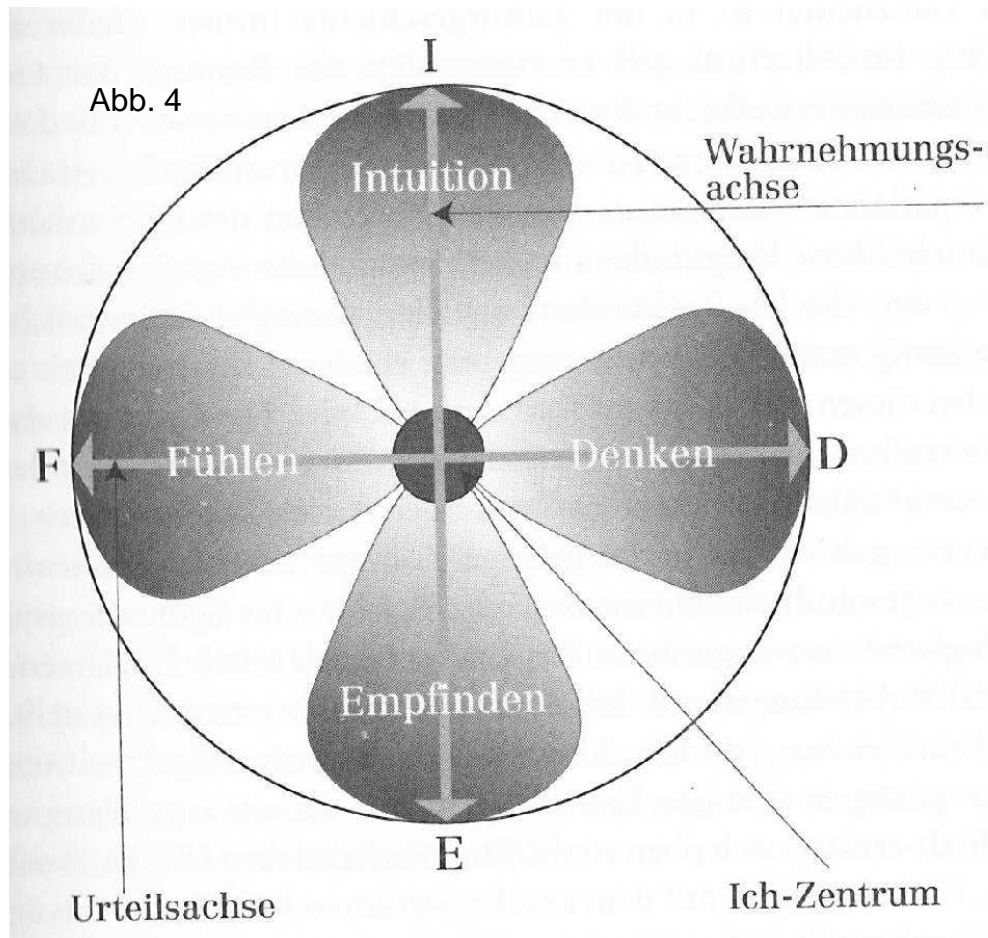 I
Abb. 4
Wahrnehmungs-
achse
Intuition
F
Fühlen
Denken
D
Empfinden
E
Urteilsachse
Ich-Zentrum